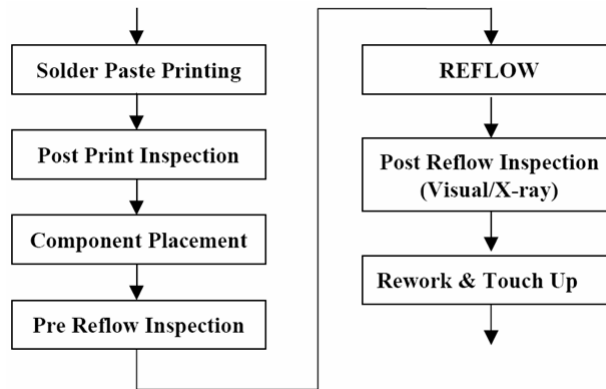 Solder Paste Printing
Post Print Inspection
Component Placement
Pre Reflow Inspection
REFLOW
Post Reflow Inspection
(Visual/X-ray)
Rework & Touch Up